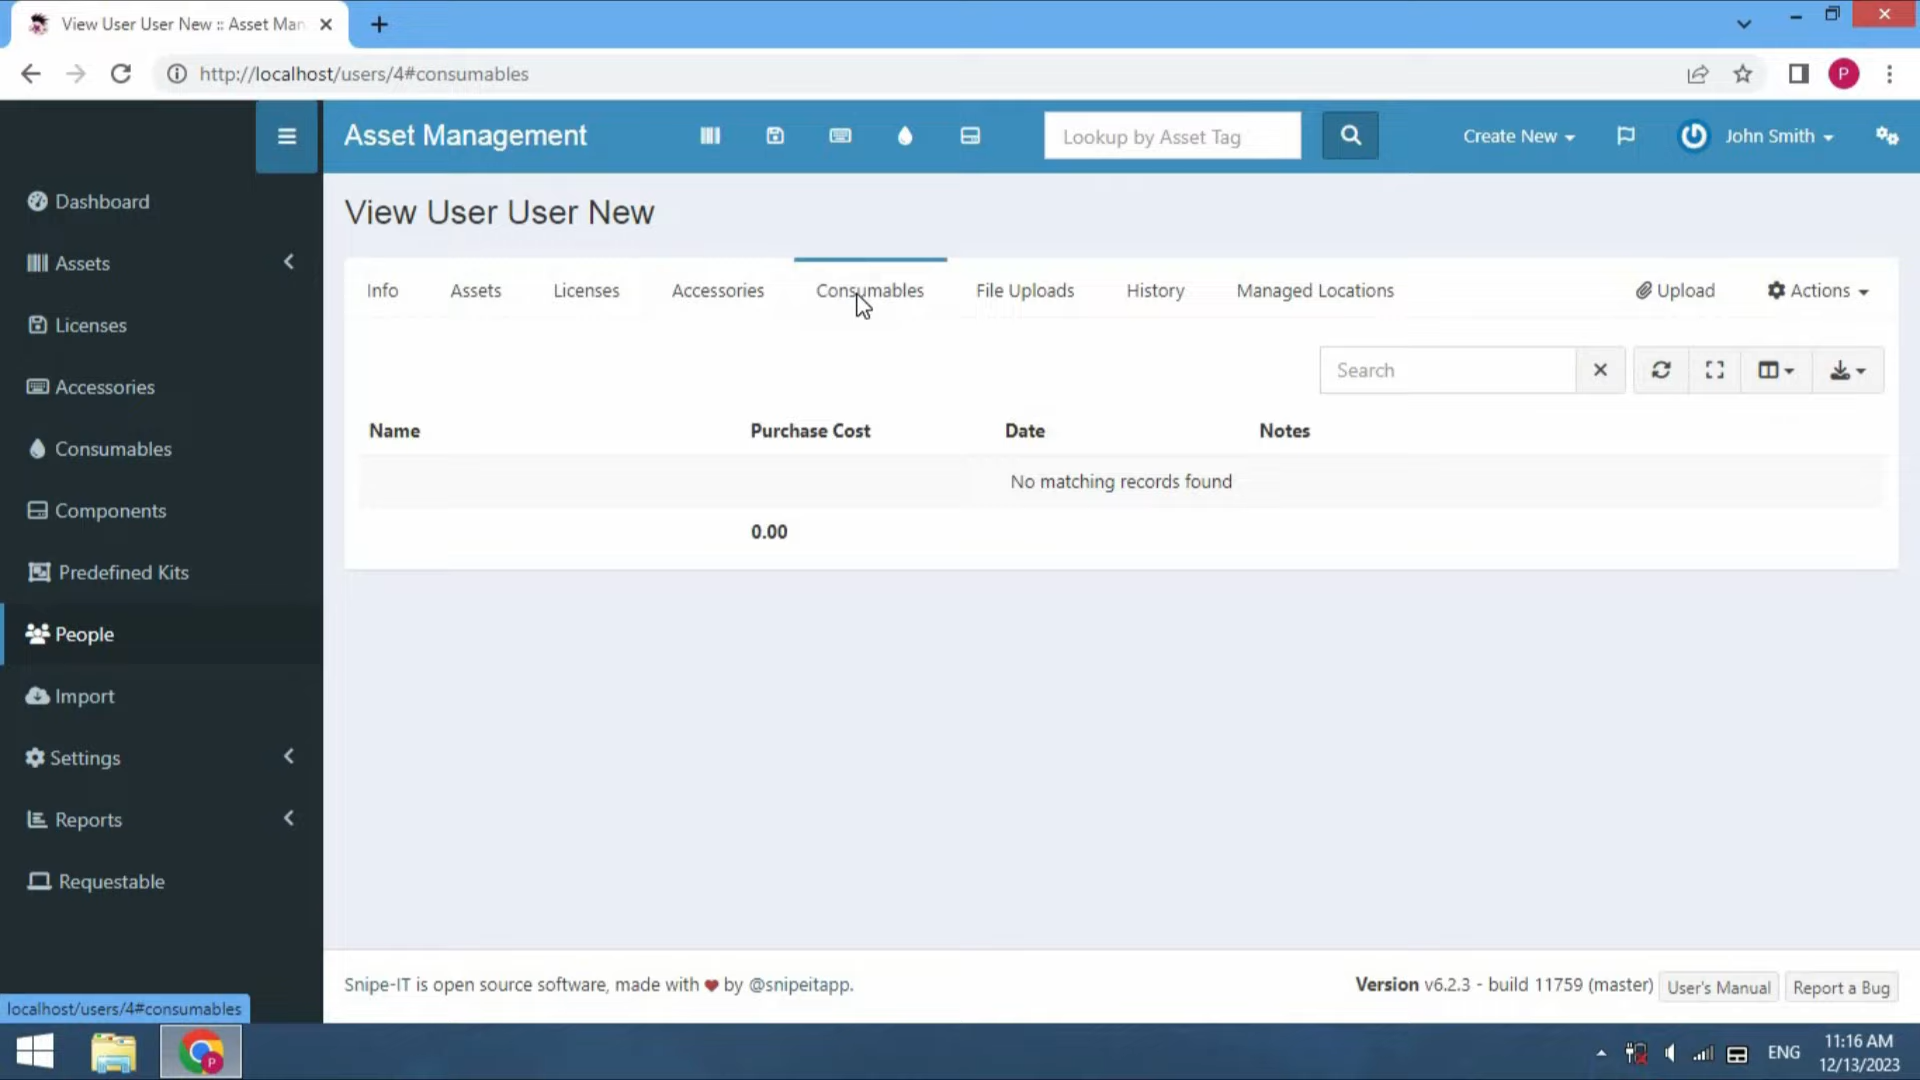 View User User New :: Asset Man
http://localhost/users/4#consumables
P
Asset Management
Lookup by Asset Tag
Create New
John Smith
Dashboard
Assets
Licenses
Accessories
Consumables
Components
Predefined Kits
People
Import
Settings
Reports
Requestable
View User User New
Info Assets Licenses Accessories Consumables File Uploads History Managed Locations Upload Actions
Search
Name Purchase Cost Date Notes
No matching records found
0.00
Snipe-IT is open source software, made with ❤ by @snipeitapp.
Version v6.2.3 - build 11759 (master) User's Manual Report a Bug
localhost/users/4#consumables
P
ENG
11:16 AM
12/13/2023